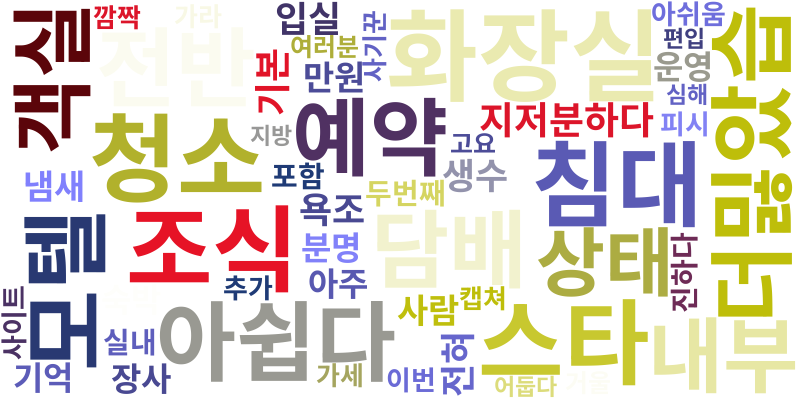 객실
깜짝
가라
전반
입실
여러분
사기꾼
만원
기본
화장실
아쉬움
편입
운영
심해
피시
더럽
많았습
청소
지방
예약
고요
지저분하다
생수
포함
두번째
침대
냄새
모텔
조식
욕조
분명
아주
담배
상태
진하다
추가
사이트
아쉽다
사람
캡쳐
스타
내부
실내
기억
장사
가세
이번
전혀
어둡다
거울